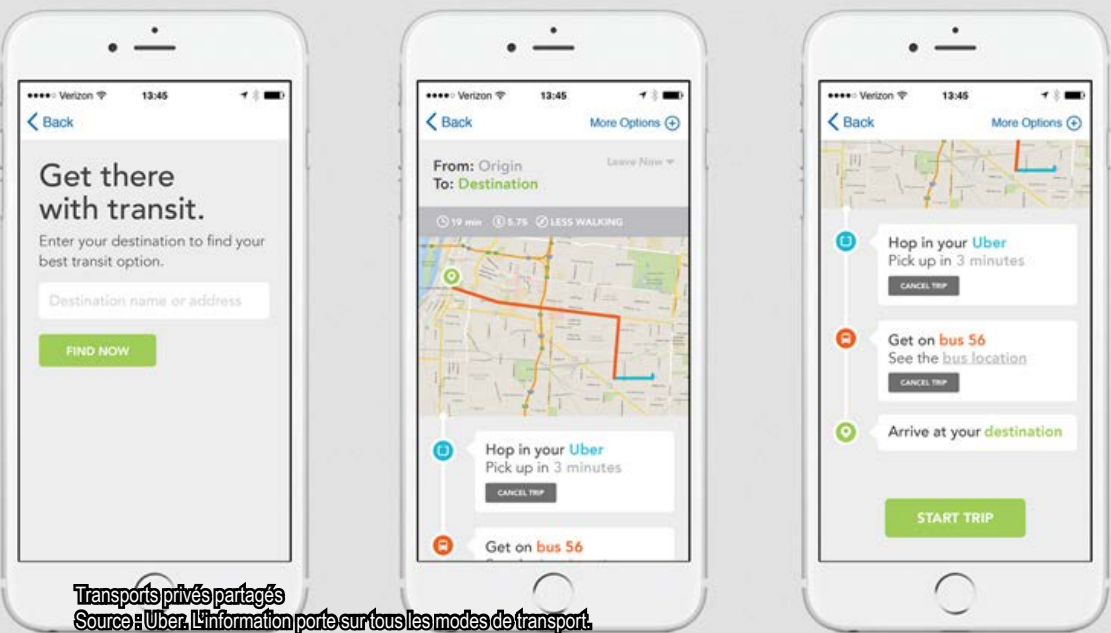 Verizon 13:45
Back
Get there
with transit.
Enter your destination to find your
best transit option.
Destination name or address
FIND NOW
Verizon 13:45
Back More Options
From: Origin Leave Now
To: Destination
19 min 5.75 LESS WALKING
Hop in your Uber
Pick up in 3 minutes
CANCEL TRIP
Get on bus 56
Verizon 13:45
Back More Options
Hop in your Uber
Pick up in 3 minutes
CANCEL TRIP
Get on bus 56
See the bus location
CANCEL TRIP
Arrive at your destination
START TRIP
Transports privés partagés
Source : Uber. L'information porte sur tous les modes de transport.